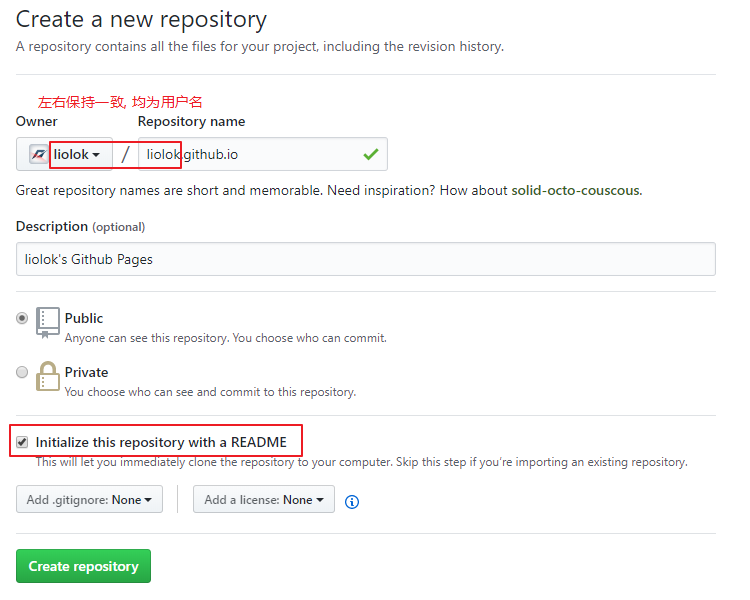 Create a new repository
A repository contains all the files for your project, including the revision history.
左右保持一致, 均为用户名
Owner Repository name
liolok / liolok.github.io
Great repository names are short and memorable. Need inspiration? How about solid-octo-couscous.
Description (optional)
liolok's Github Pages
Public
Anyone can see this repository. You choose who can commit.
Private
You choose who can see and commit to this repository.
Initialize this repository with a README
This will let you immediately clone the repository to your computer. Skip this step if you're importing an existing repository.
Add .gitignore: None Add a license: None
Create repository